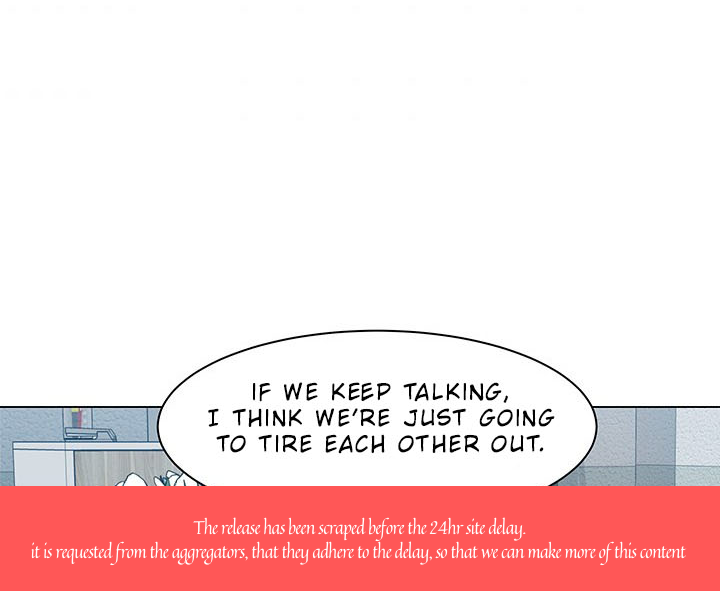 IF WE KEEP TALKING,
I THINK WE'RE JUST GOING
TO TIRE EACH OTHER OUT.
The release has been scraped before the 24hr site delay.
it is requested from the aggregators, that they adhere to the delay, so that we can make more of this content